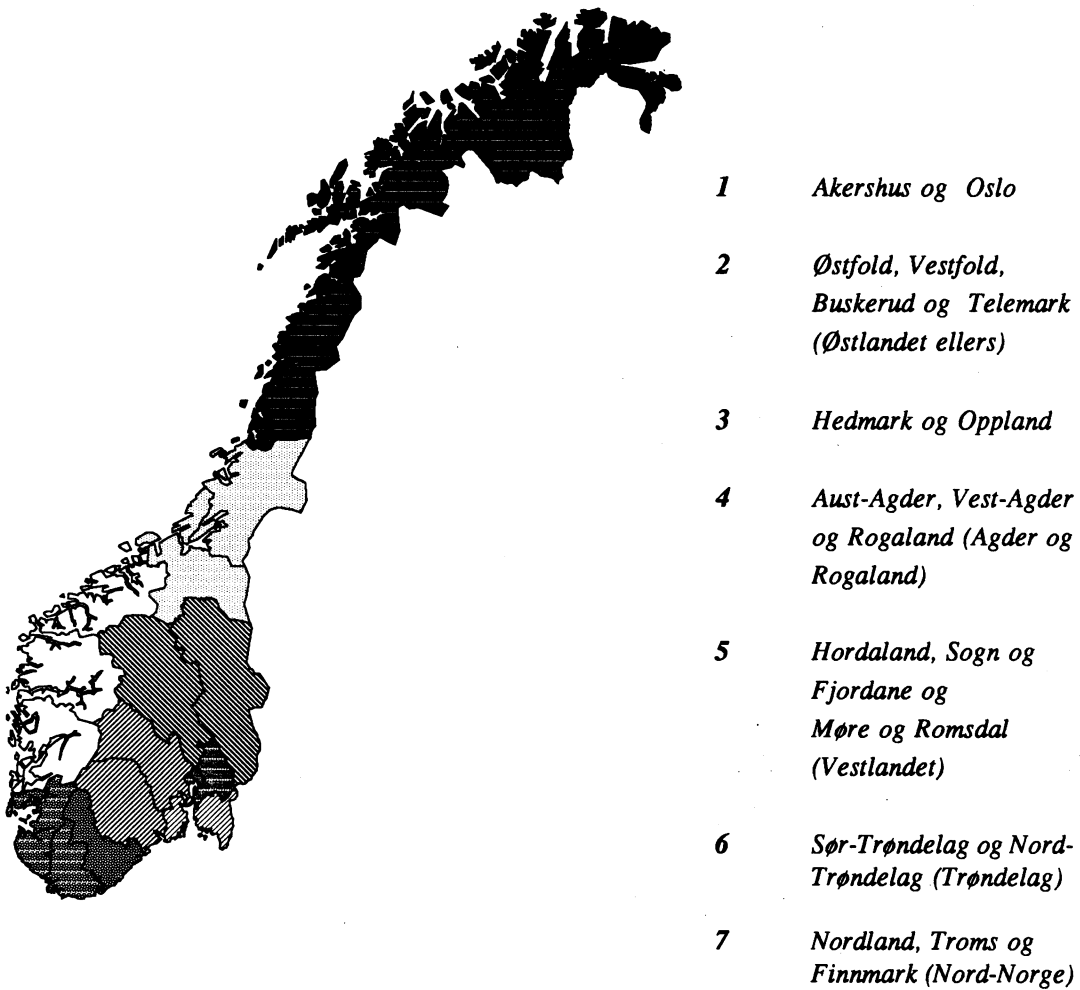 1 Akershus og Oslo
2 Østfold, Vestfold,
Buskerud og Telemark
(Østlandet ellers)
3 Hedmark og Oppland
4 Aust-Agder, Vest-Agder
og Rogaland (Agder og
Rogaland)
5 Hordaland, Sogn og
Fjordane og
Møre og Romsdal
(Vestlandet)
6 Sør-Trøndelag og Nord-
Trøndelag (Trøndelag)
7 Nordland, Troms og
Finnmark (Nord-Norge)